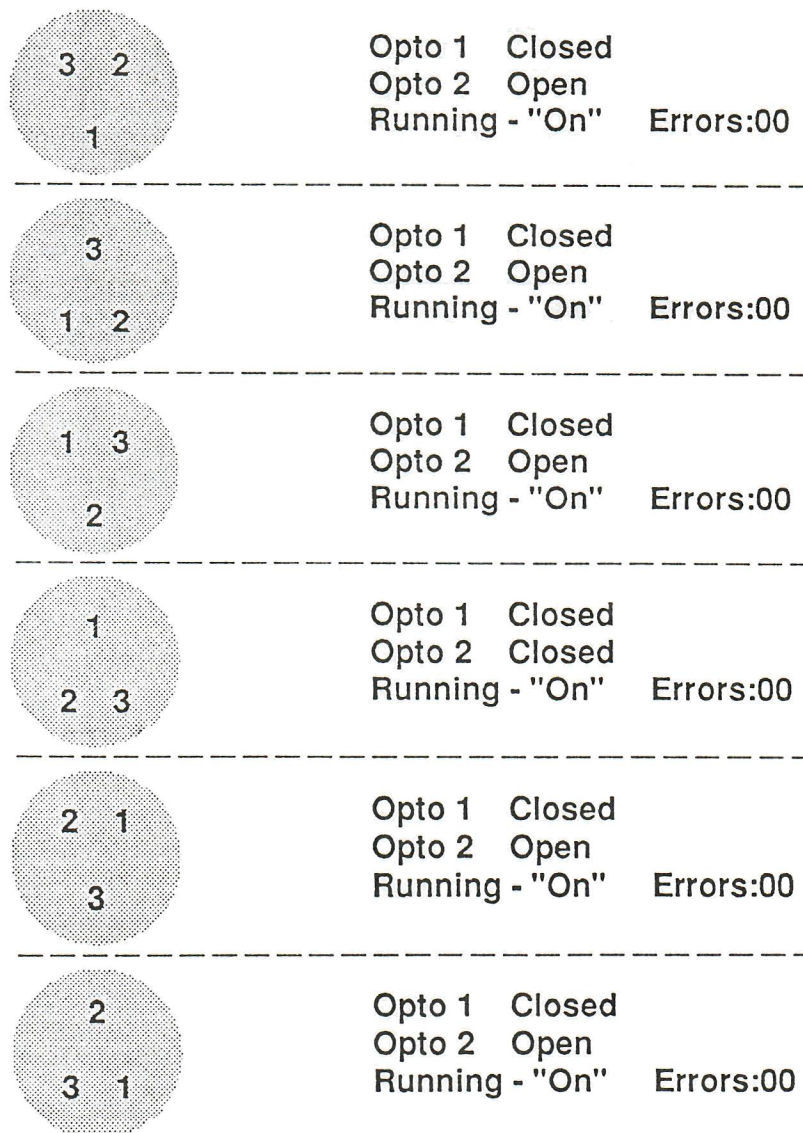 3 2
1
Opto 1 Closed
Opto 2 Open
Running - "On" Errors:00
3
1 2
Opto 1 Closed
Opto 2 Open
Running - "On" Errors:00
1 3
2
Opto 1 Closed
Opto 2 Open
Running - "On" Errors:00
1
2 3
Opto 1 Closed
Opto 2 Closed
Running - "On" Errors:00
2 1
3
Opto 1 Closed
Opto 2 Open
Running - "On" Errors:00
2
3 1
Opto 1 Closed
Opto 2 Open
Running - "On" Errors:00